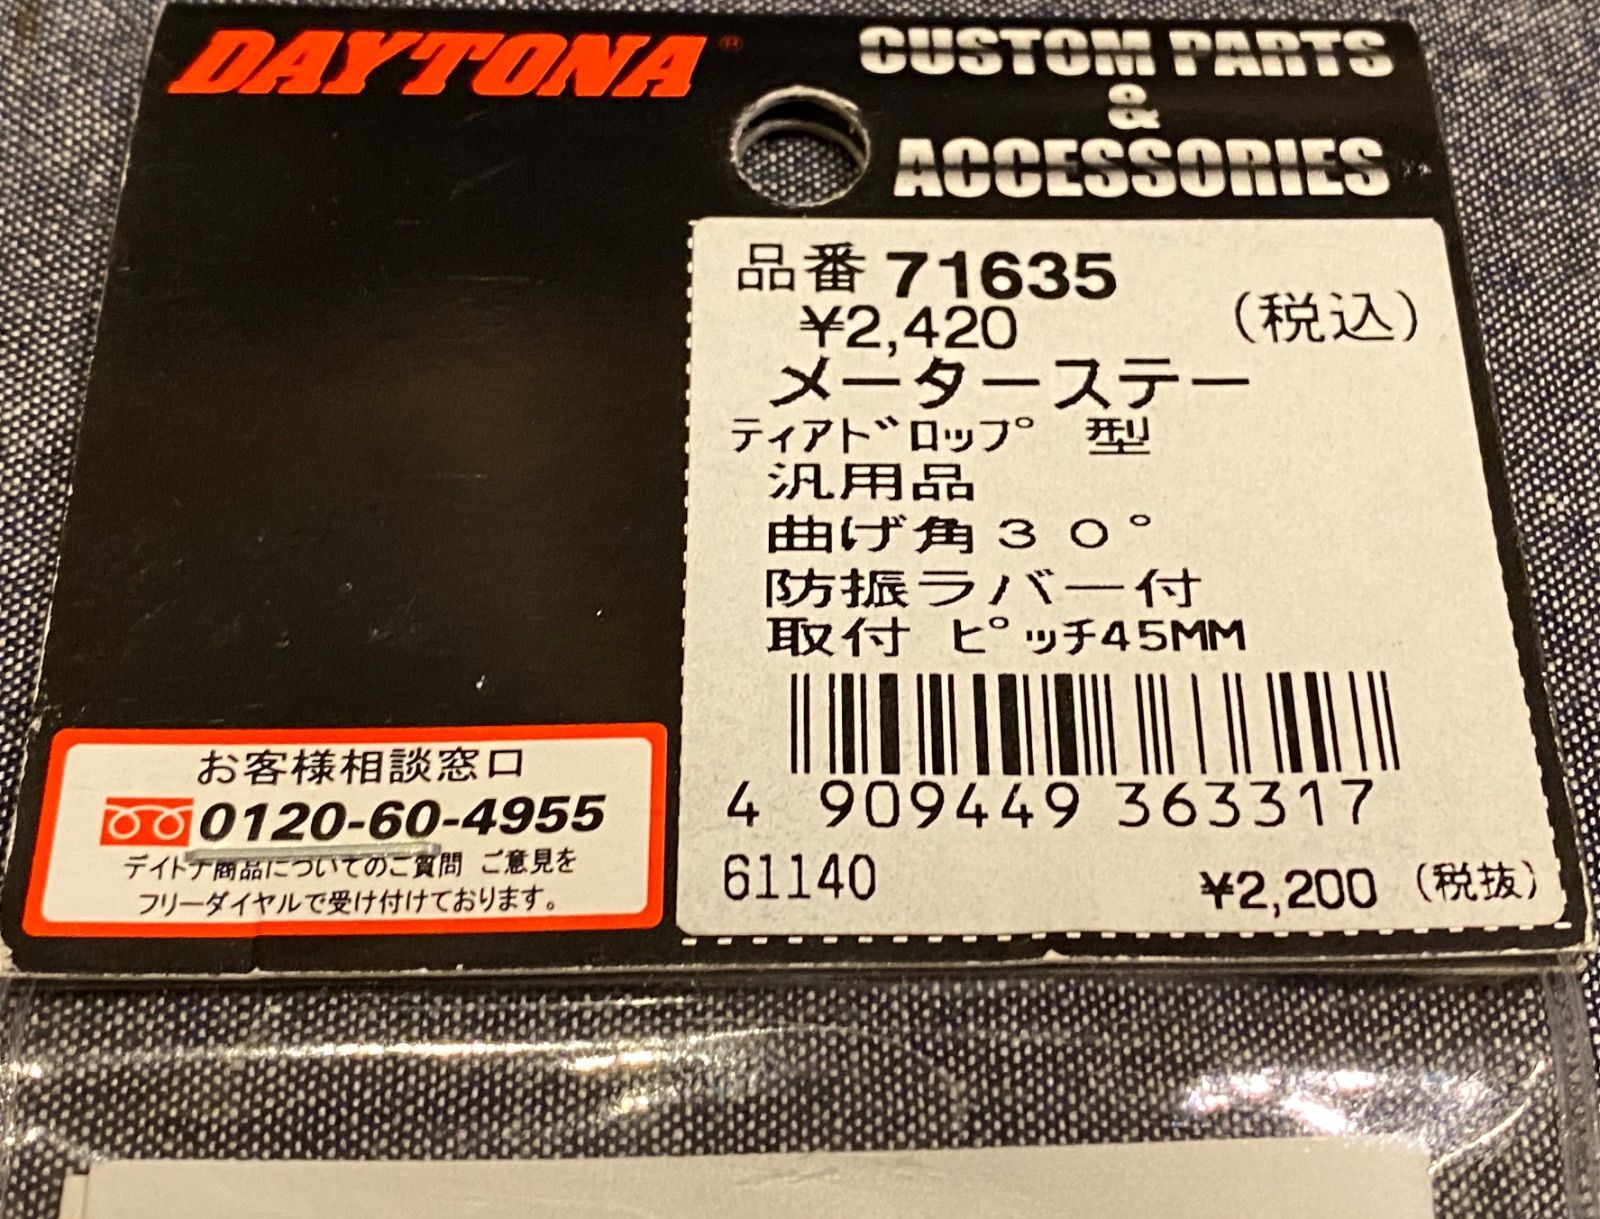 DAYTONA®
CUSTOM PARTS
&
ACCESSORIES
品番 71635
¥2,420 （税込）
メーターステー
ティアドロップ 型
汎用品
曲げ角３０°
防振ラバー付
取付 ピッチ45MM
4 909449 363317
61140 ¥2,200 （税抜）
お客様相談窓口
0120-60-4955
デイトナ商品についてのご質問 ご意見を
フリーダイヤルで受け付けております。